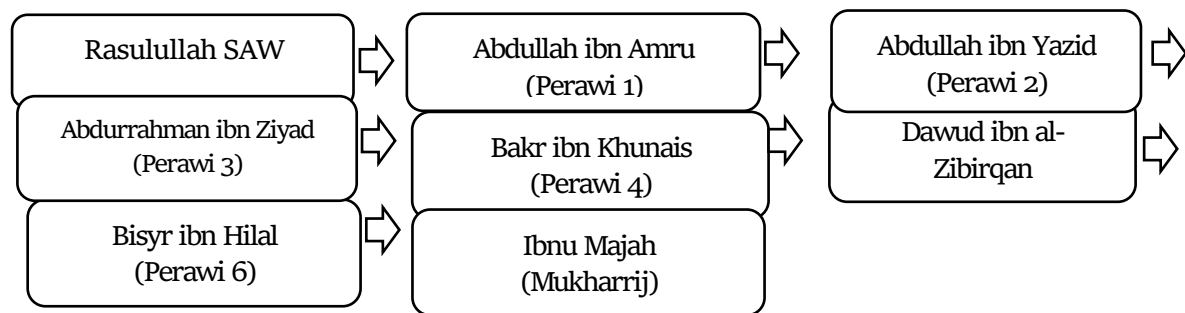 Rasulullah SAW
Abdullah ibn Amru
(Perawi 1)
Abdullah ibn Yazid
(Perawi 2)
Abdurrahman ibn Ziyad
(Perawi 3)
Bakr ibn Khunais
(Perawi 4)
Dawud ibn al-
Zibirqan
Bisyr ibn Hilal
(Perawi 6)
Ibnu Majah
(Mukharrij)